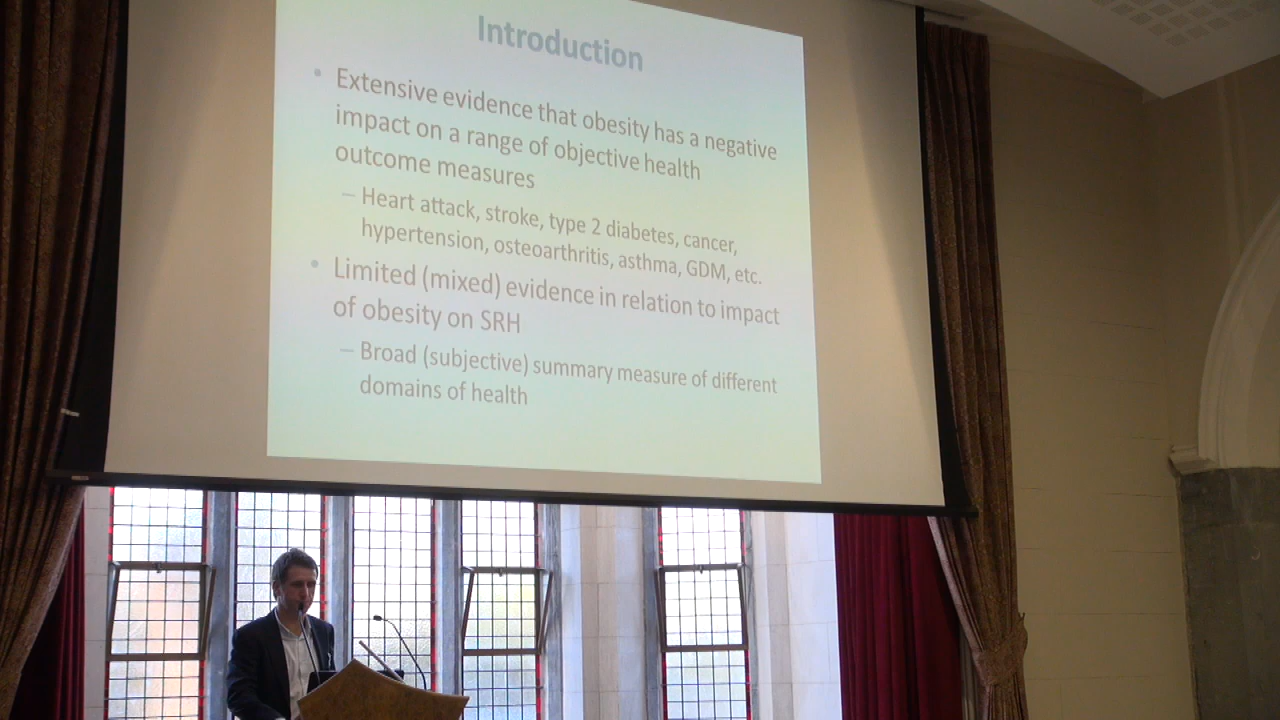 Introduction
• Extensive evidence that obesity has a negative
impact on a range of objective health
outcome measures
– Heart attack, stroke, type 2 diabetes, cancer,
hypertension, osteoarthritis, asthma, GDM, etc.
• Limited (mixed) evidence in relation to impact
of obesity on SRH
– Broad (subjective) summary measure of different
domains of health